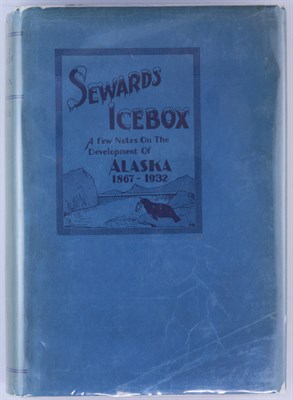 SEWARDS
ICEBOX
A Few Notes On The
Development Of
ALASKA
1867-1932